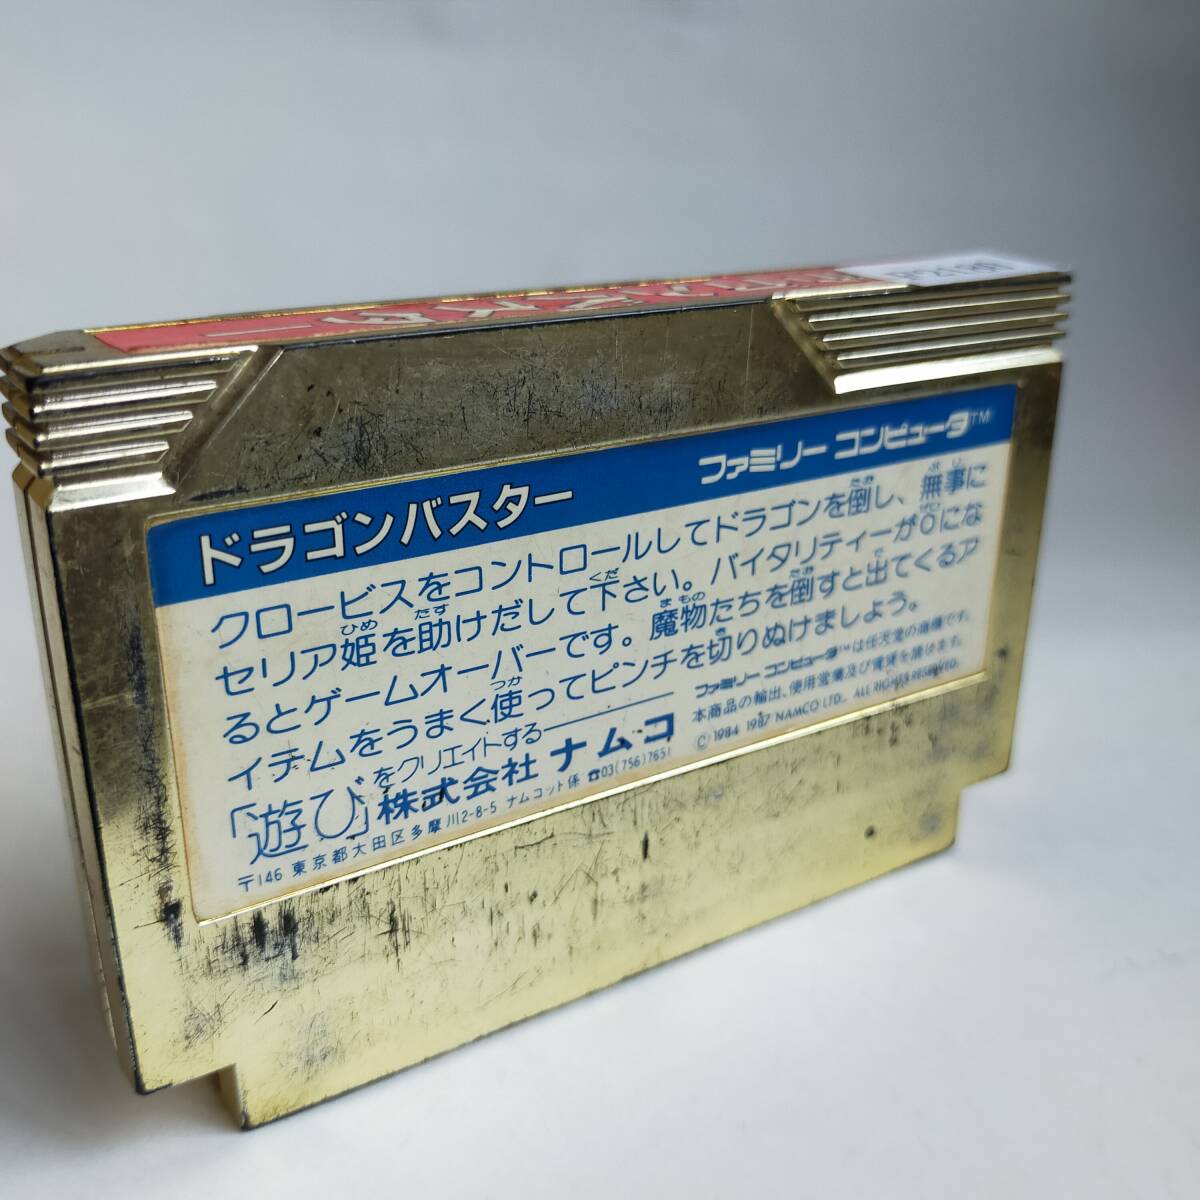 ドラゴンバスター
ファミリー コンピュータ™
クロービスをコントロールしてドラゴンを倒し、無事に
セリア姫を助けだして下さい。バイタリティーが0にな
るとゲームオーバーです。魔物たちを倒すと出てくるア
イテムをうまく使ってピンチを切りぬけましょう。
「遊び」をクリエイトする
株式会社 ナムコ
〒146 東京都大田区多摩川2-8-5 ナムコット係 ☎03(756)7651
ファミリー コンピュータ™は任天堂の商標です。
本商品の輸出、使用営業及び賃貸を禁じます。
© 1984 1987 NAMCO LTD., ALL RIGHTS RESERVED.